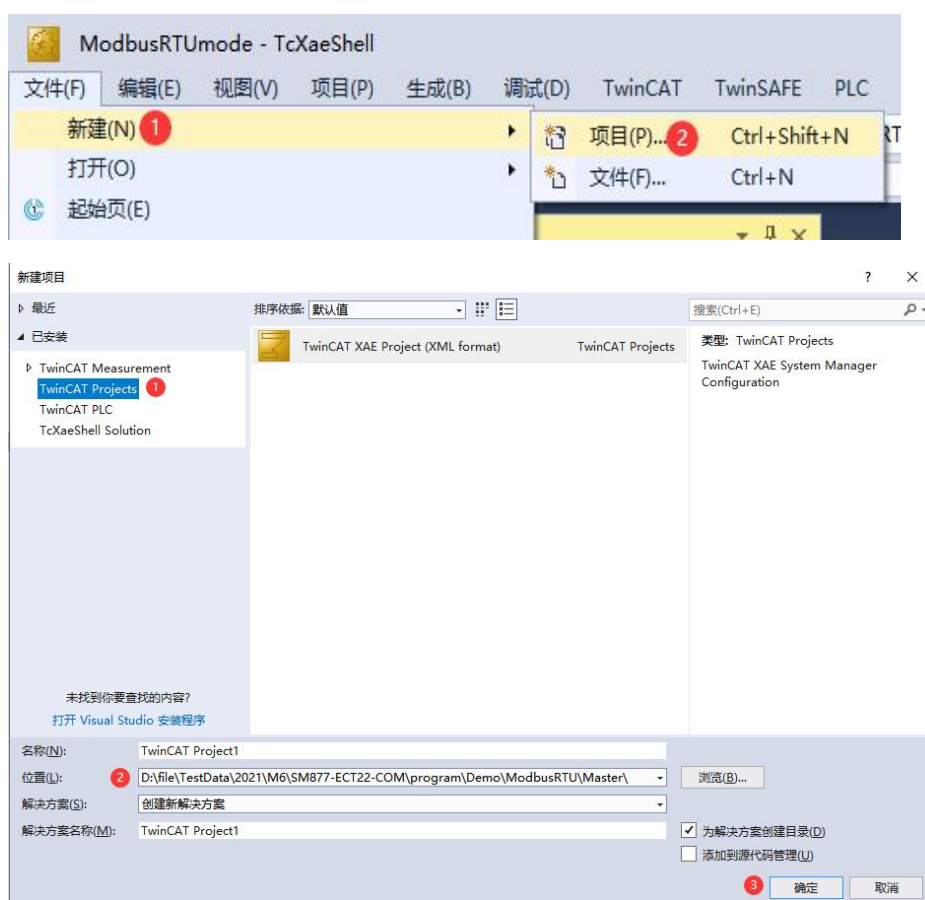 ModbusRTUmode - TcXaeShell
文件(F) 编辑(E) 视图(V) 项目(P) 生成(B) 调试(D) TwinCAT TwinSAFE PLC
新建(N) 1 项目(P)... 2 Ctrl+Shift+N RT
打开(O) 文件(F)... Ctrl+N
起始页(E)
新建项目 ? ×
最近 排序依据: 默认值 搜索(Ctrl+E)
已安装 TwinCAT XAE Project (XML format) TwinCAT Projects 类型: TwinCAT Projects
TwinCAT Measurement TwinCAT XAE System Manager
TwinCAT Projects 1 Configuration
TwinCAT PLC
TcXaeShell Solution
未找到你要查找的内容?
打开 Visual Studio 安装程序
名称(N): TwinCAT Project1
位置(L): 2 D:\file\TestData\2021\M6\SM877-ECT22-COM\program\Demo\ModbusRTU\Master\ 浏览(B)...
解决方案(S): 创建新解决方案
解决方案名称(M): TwinCAT Project1 为解决方案创建目录(D)
添加到源代码管理(U)
3 确定 取消